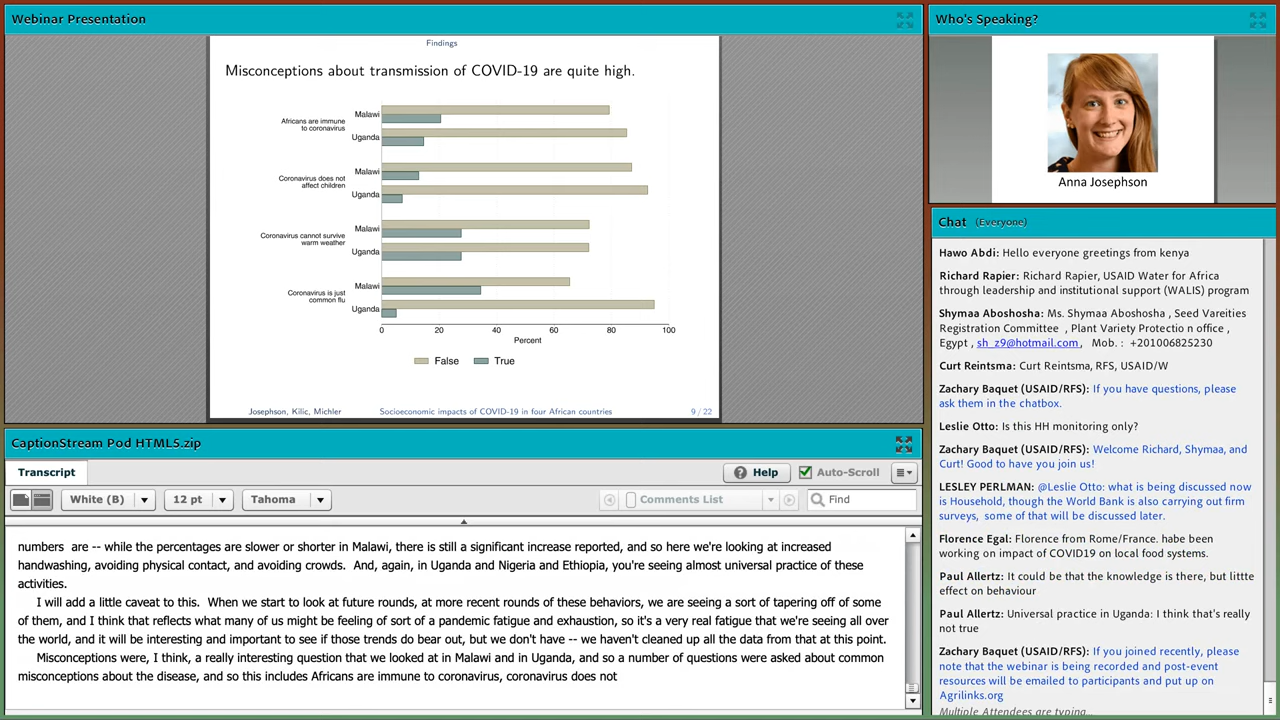 Webinar Presentation
Findings
Misconceptions about transmission of COVID-19 are quite high.
Africans are immune
to coronavirus
Malawi
Uganda
Coronavirus does not
affect children
Malawi
Uganda
Coronavirus cannot survive
warm weather
Malawi
Uganda
Coronavirus is just
common flu
Malawi
Uganda
0 20 40 60 80 100
Percent
False True
Josephson, Kilic, Michler Socioeconomic impacts of COVID-19 in four African countries 9 / 22
Who's Speaking?
Anna Josephson
Chat (Everyone)
Hawo Abdi: Hello everyone greetings from kenya
Richard Rapier: Richard Rapier, USAID Water for Africa
through leadership and institutional support (WALIS) program
Shymaa Aboshosha: Ms. Shymaa Aboshosha , Seed Vareities
Registration Committee , Plant Variety Protectio n office ,
Egypt , sh_z9@hotmail.com , Mob. : +201006825230
Curt Reintsma: Curt Reintsma, RFS, USAID/W
Zachary Baquet (USAID/RFS): If you have questions, please
ask them in the chatbox.
Leslie Otto: Is this HH monitoring only?
Zachary Baquet (USAID/RFS): Welcome Richard, Shymaa, and
Curt! Good to have you join us!
LESLEY PERLMAN: @Leslie Otto: what is being discussed now
is Household, though the World Bank is also carrying out firm
surveys, some of that will be discussed later.
Florence Egal: Florence from Rome/France. habe been
working on impact of COVID19 on local food systems.
Paul Allertz: It could be that the knowledge is there, but littte
effect on behaviour
Paul Allertz: Universal practice in Uganda: I think that's really
not true
Zachary Baquet (USAID/RFS): If you joined recently, please
note that the webinar is being recorded and post-event
resources will be emailed to participants and put up on
Agrilinks.org
Multiple Attendees are typing...
CaptionStream Pod HTML5.zip
Transcript
Help
Auto-Scroll
White (B) 12 pt Tahoma Comments List Find
numbers are -- while the percentages are slower or shorter in Malawi, there is still a significant increase reported, and so here we're looking at increased
handwashing, avoiding physical contact, and avoiding crowds. And, again, in Uganda and Nigeria and Ethiopia, you're seeing almost universal practice of these
activities.
I will add a little caveat to this. When we start to look at future rounds, at more recent rounds of these behaviors, we are seeing a sort of tapering off of some
of them, and I think that reflects what many of us might be feeling of sort of a pandemic fatigue and exhaustion, so it's a very real fatigue that we're seeing all over
the world, and it will be interesting and important to see if those trends do bear out, but we don't have -- we haven't cleaned up all the data from that at this point.
Misconceptions were, I think, a really interesting question that we looked at in Malawi and in Uganda, and so a number of questions were asked about common
misconceptions about the disease, and so this includes Africans are immune to coronavirus, coronavirus does not